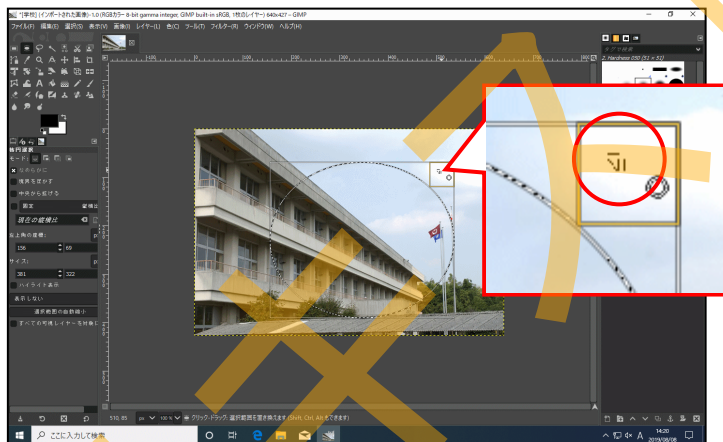 *[学校] (インポートされた画像)-1.0 (RGBカラー 8-bit gamma integer, GIMP built-in sRGB, 1枚のレイヤー) 640x427 – GIMP
ファイル(F) 編集(E) 選択(S) 表示(V) 画像(I) レイヤー(L) 色(C) ツール(T) フィルター(R) ウィンドウ(W) ヘルプ(H)
タグで検索
2. Hardness 050 (51 × 51)
楕円選択
モード:
なめらかに
境界をぼかす
中央から拡げる
固定 縦横比
現在の縦横比
左上角の座標: p
156 69
サイズ: p
381 322
ハイライト表示
表示しない
選択範囲の自動縮小
すべての可視レイヤーを対象に
510, 85 px 100 % クリック-ドラッグ: 選択範囲を置き換えます (Shift, Ctrl, Alt もできます)
ここに入力して検索
A
14:20
2019/08/08